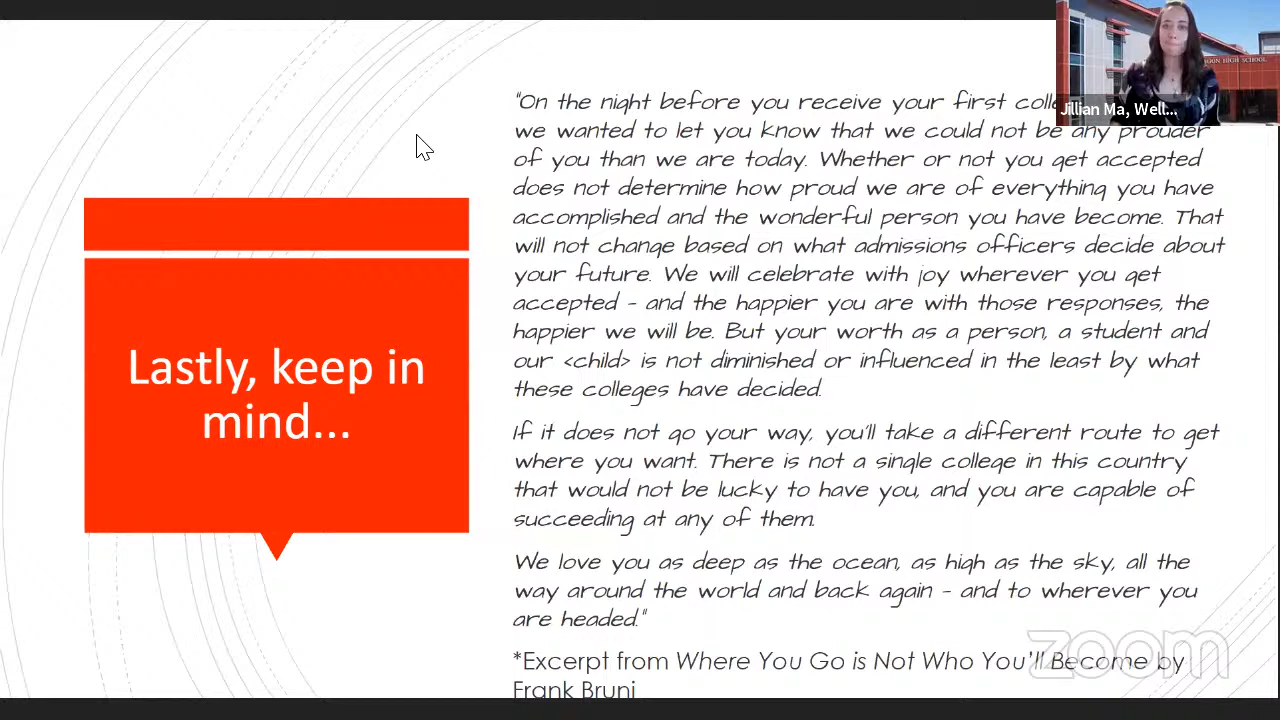 Jillian Ma, Well...
HIGH SCHOOL
"On the night before you receive your first
we wanted to let you know that we could not be any prouder
of you than we are today. Whether or not you get accepted
does not determine how proud we are of everything you have
accomplished and the wonderful person you have become. That
will not change based on what admissions officers decide about
your future. We will celebrate with joy wherever you get
accepted - and the happier you are with those responses, the
happier we will be. But your worth as a person, a student and
our <child> is not diminished or influenced in the least by what
these colleges have decided.
If it does not go your way, you'll take a different route to get
where you want. There is not a single college in this country
that would not be lucky to have you, and you are capable of
succeeding at any of them.
We love you as deep as the ocean, as high as the sky, all the
way around the world and back again - and to wherever you
are headed."
*Excerpt from Where You Go is Not Who You'll Become by
Frank Bruni
Lastly, keep in
mind...
zoom